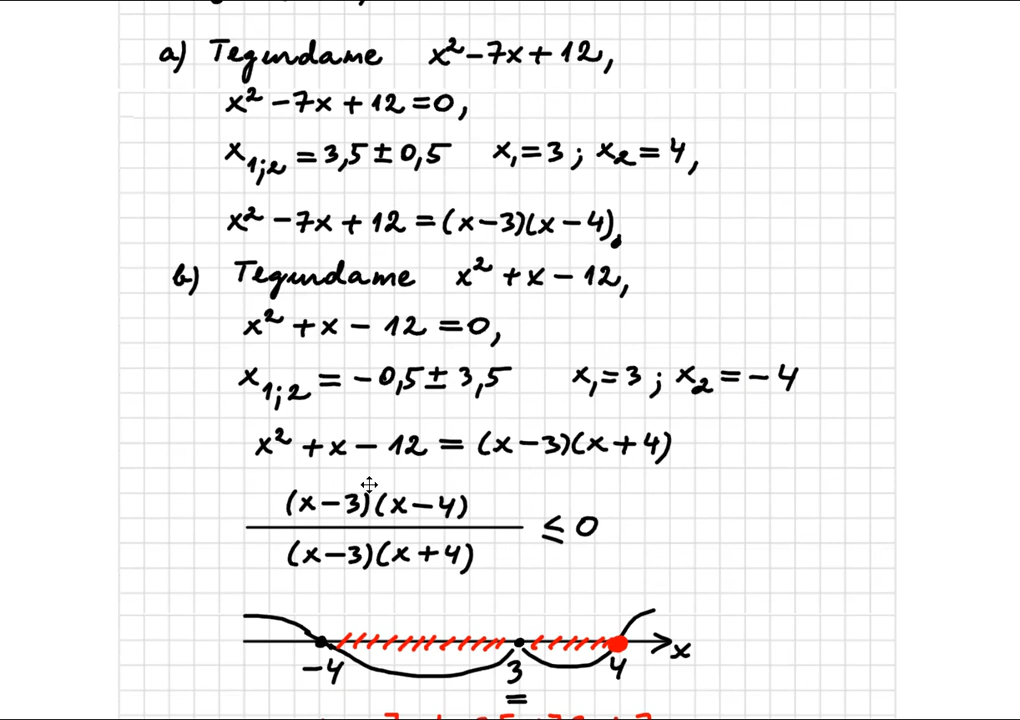 a) Tegurdame x² - 7x + 12,
x² - 7x + 12 = 0,
x₁;₂ = 3,5 ± 0,5 x₁ = 3 ; x₂ = 4,
x² - 7x + 12 = (x - 3)(x - 4).
b) Tegurdame x² + x - 12,
x² + x - 12 = 0,
x₁;₂ = -0,5 ± 3,5 x₁ = 3 ; x₂ = -4
x² + x - 12 = (x - 3)(x + 4)
(x - 3)(x - 4)
(x - 3)(x + 4) ≤ 0
-4 3 4 x
=